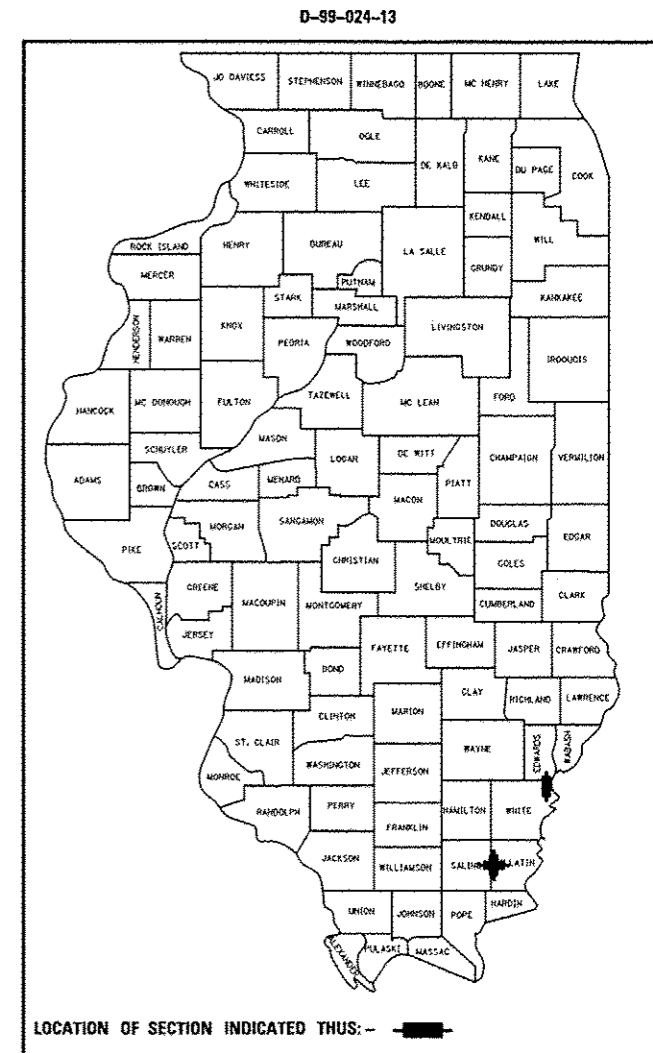 D-99-024-13
JO DAVIESS STEPHENSON WINNEBAGO BOONE MC HENRY LAKE
CARROLL OGLE DE KALB KANE DU PAGE COOK
WHITESIDE LEE KENDALL WILL
ROCK ISLAND HENRY BUREAU LA SALLE GRUNDY
MERCER PUTNAM KANKAKEE
HENDERSON WARREN KNOX STARK MARSHALL LIVINGSTON
PEORIA WOODFORD IROQUOIS
HANCOCK MC DONOUGH FULTON TAZEWELL MC LEAN FORD
SCHUYLER MASON LOGAN DE WITT CHAMPAIGN VERMILION
ADAMS BROWN CASS MENARD MACON PIATT
PIKE SCOTT MORGAN SANGAMON CHRISTIAN MOULTRIE DOUGLAS EDGAR
COLES
CALHOUN GREENE MACOUPIN MONTGOMERY SHELBY CUMBERLAND CLARK
JERSEY FAYETTE EFFINGHAM JASPER CRAWFORD
MADISON BOND CLAY RICHLAND LAWRENCE
CLINTON MARION
ST. CLAIR WAYNE EDWARDS WABASH
MONROE WASHINGTON JEFFERSON
RANDOLPH PERRY HAMILTON WHITE
FRANKLIN
JACKSON WILLIAMSON SALINE LATIN
UNION JOHNSON POPE HARDIN
ALEXANDER PULASKI MASSAC
LOCATION OF SECTION INDICATED THUS:-